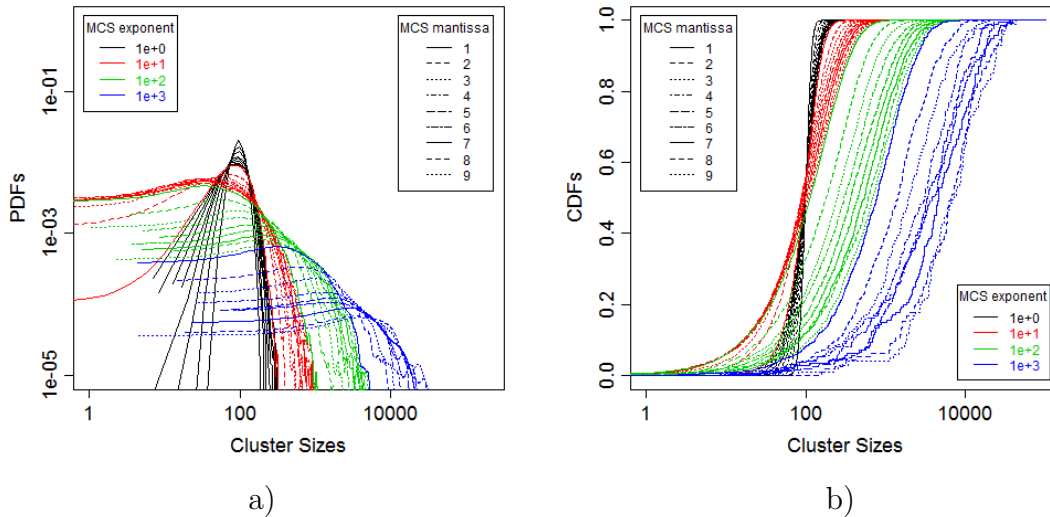 MCS exponent
1e+0
1e+1
1e+2
1e+3
MCS mantissa
1
2
3
4
5
6
7
8
9
PDFs
1e-01
1e-03
1e-05
1
100
10000
Cluster Sizes
a)
MCS mantissa
1
2
3
4
5
6
7
8
9
MCS exponent
1e+0
1e+1
1e+2
1e+3
CDFs
1.0
0.8
0.6
0.4
0.2
0.0
1
100
10000
Cluster Sizes
b)